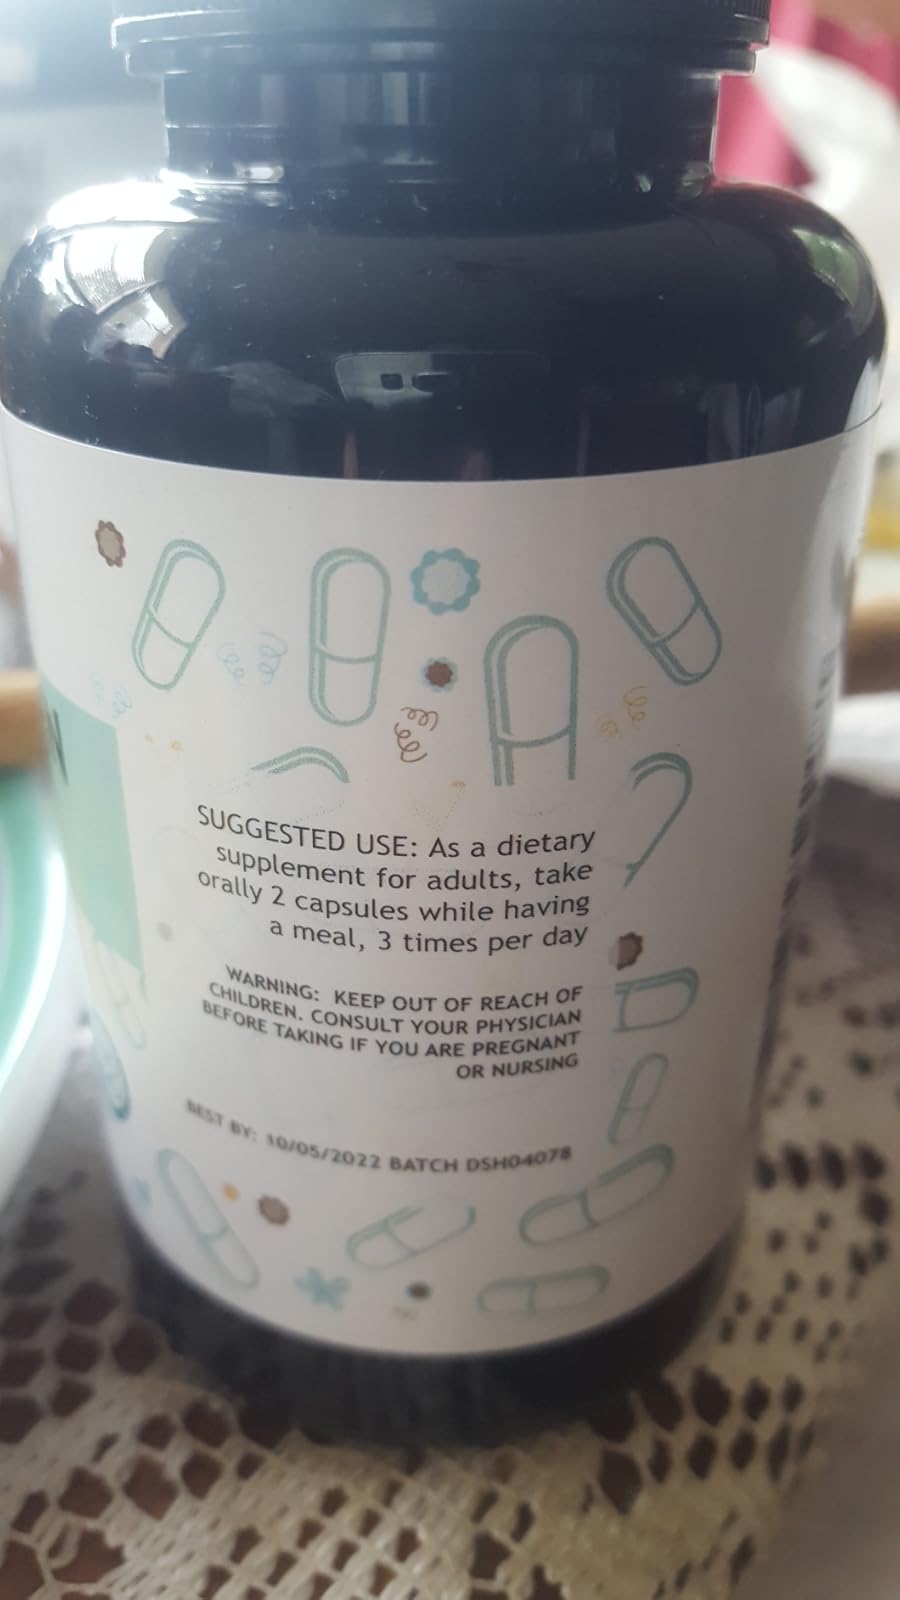 SUGGESTED USE: As a dietary
supplement for adults, take
orally 2 capsules while having
a meal, 3 times per day
WARNING: KEEP OUT OF REACH OF
CHILDREN. CONSULT YOUR PHYSICIAN
BEFORE TAKING IF YOU ARE PREGNANT
OR NURSING
BEST BY: 10/05/2022 BATCH DSH04078